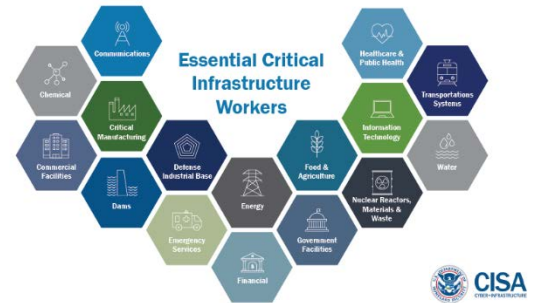 Essential Critical
Infrastructure
Workers
Communications
Healthcare &
Public Health
Chemical
Transportations
Systems
Critical
Manufacturing
Information
Technology
Commercial
Facilities
Defense
Industrial Base
Food &
Agriculture
Water
Dams
Energy
Nuclear Reactors,
Materials &
Waste
Emergency
Services
Government
Facilities
Financial
CISA
CYBER+INFRASTRUCTURE